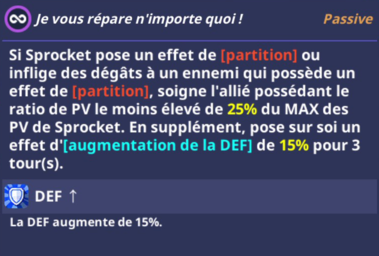 Je vous répare n'importe quoi ! Passive
Si Sprocket pose un effet de [partition] ou
inflige des dégâts à un ennemi qui possède un
effet de [partition], soigne l'allié possédant le
ratio de PV le moins élevé de 25% du MAX des
PV de Sprocket. En supplément, pose sur soi un
effet d'[augmentation de la DEF] de 15% pour 3
tour(s).
DEF ↑
La DEF augmente de 15%.